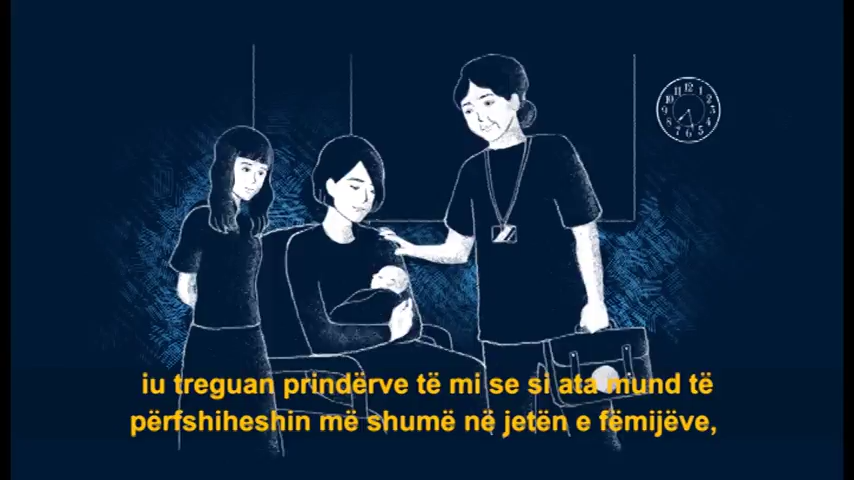 iu treguan prindërve të mi se si ata mund të
përfshiheshin më shumë në jetën e fëmijëve,